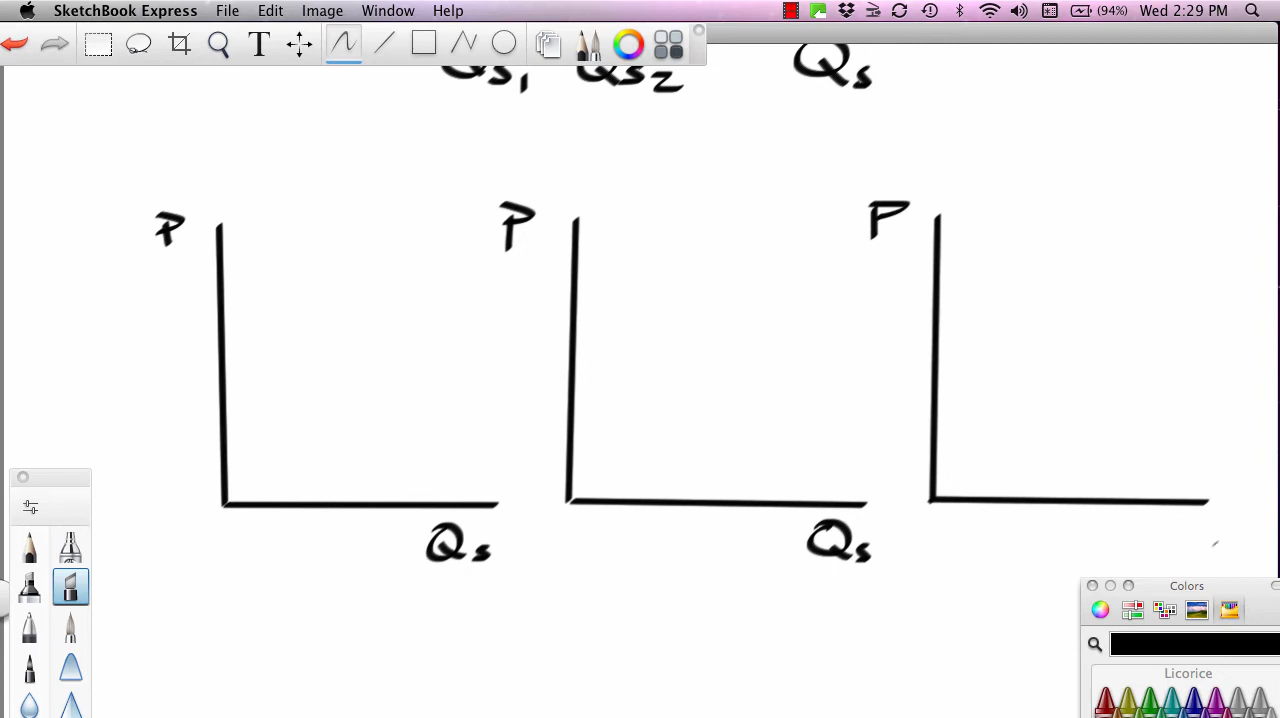 SketchBook Express File Edit Image Window Help (94%) Wed 2:29 PM
T
Qs1 Qs2 Qs
P P P
Qs Qs
Colors
Licorice